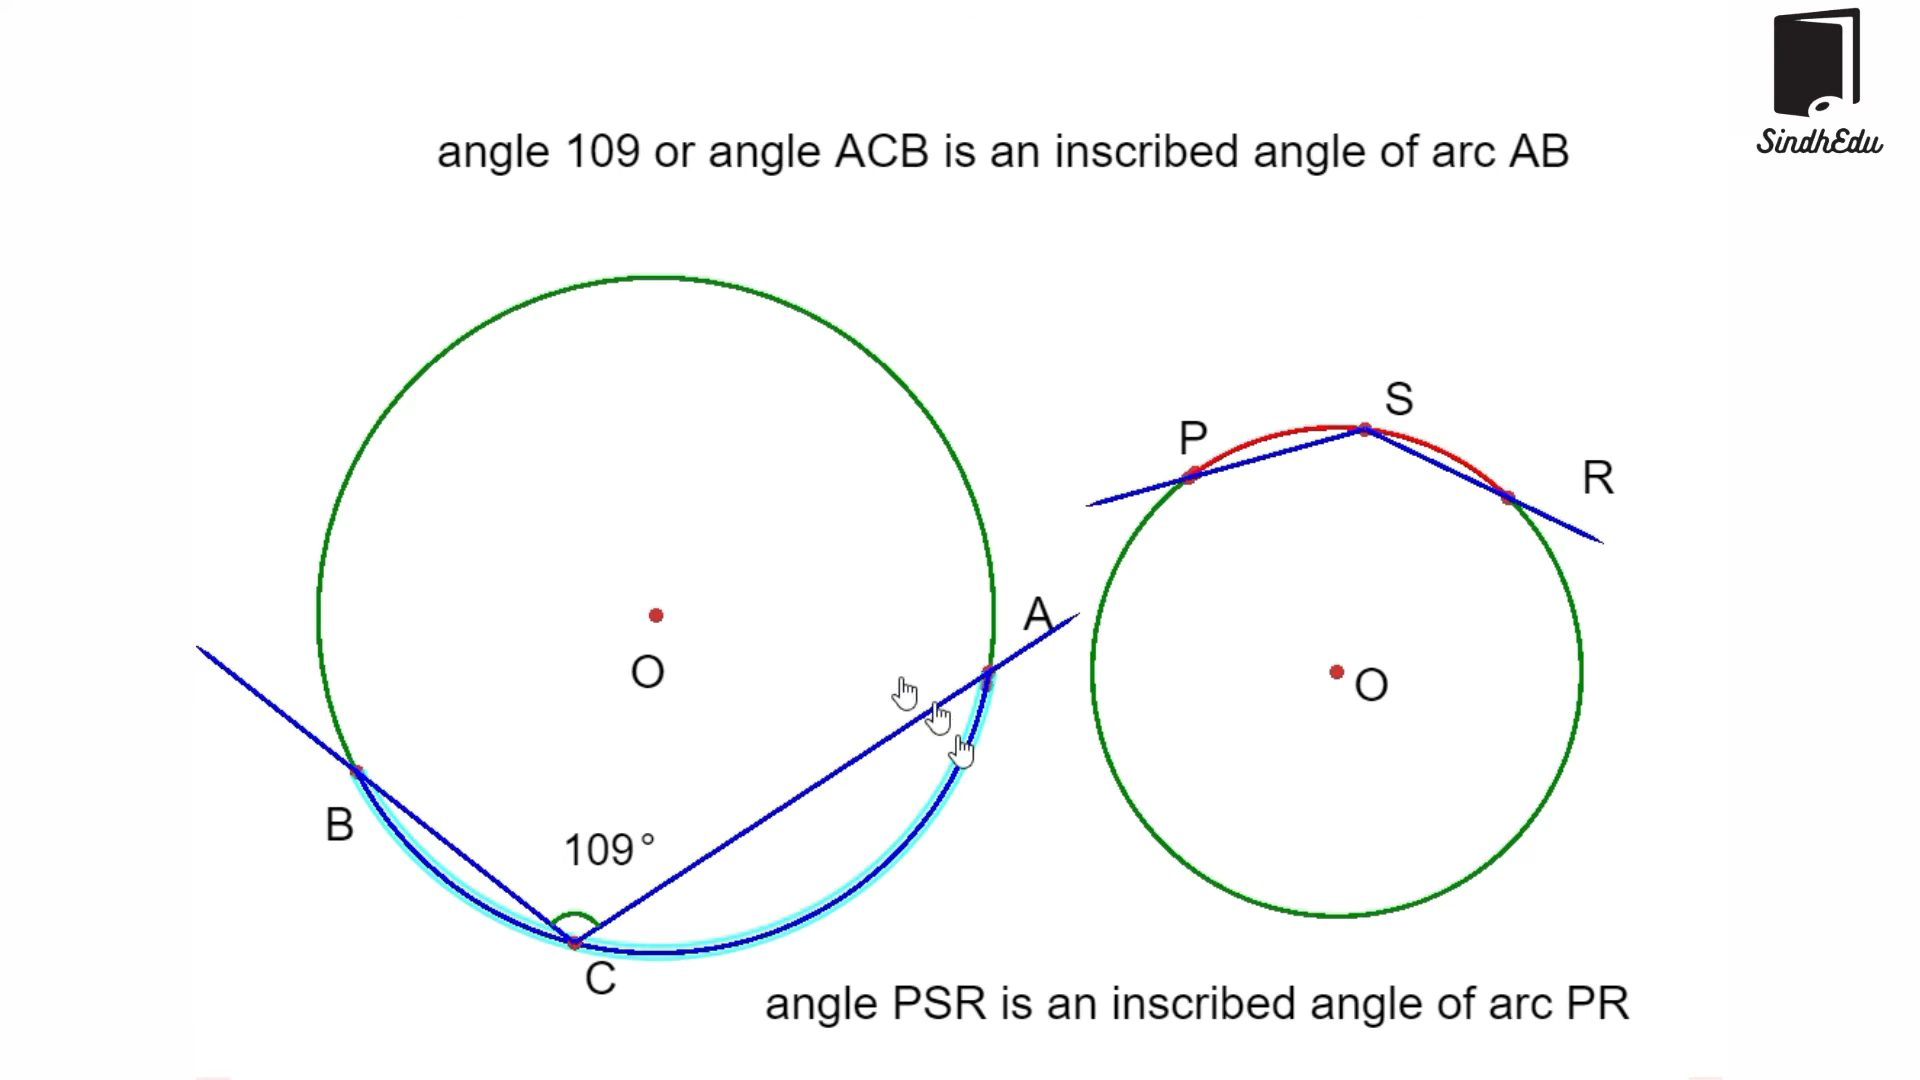 SindhEdu
angle 109 or angle ACB is an inscribed angle of arc AB
S
P
R
A
O
O
B
109°
C
angle PSR is an inscribed angle of arc PR